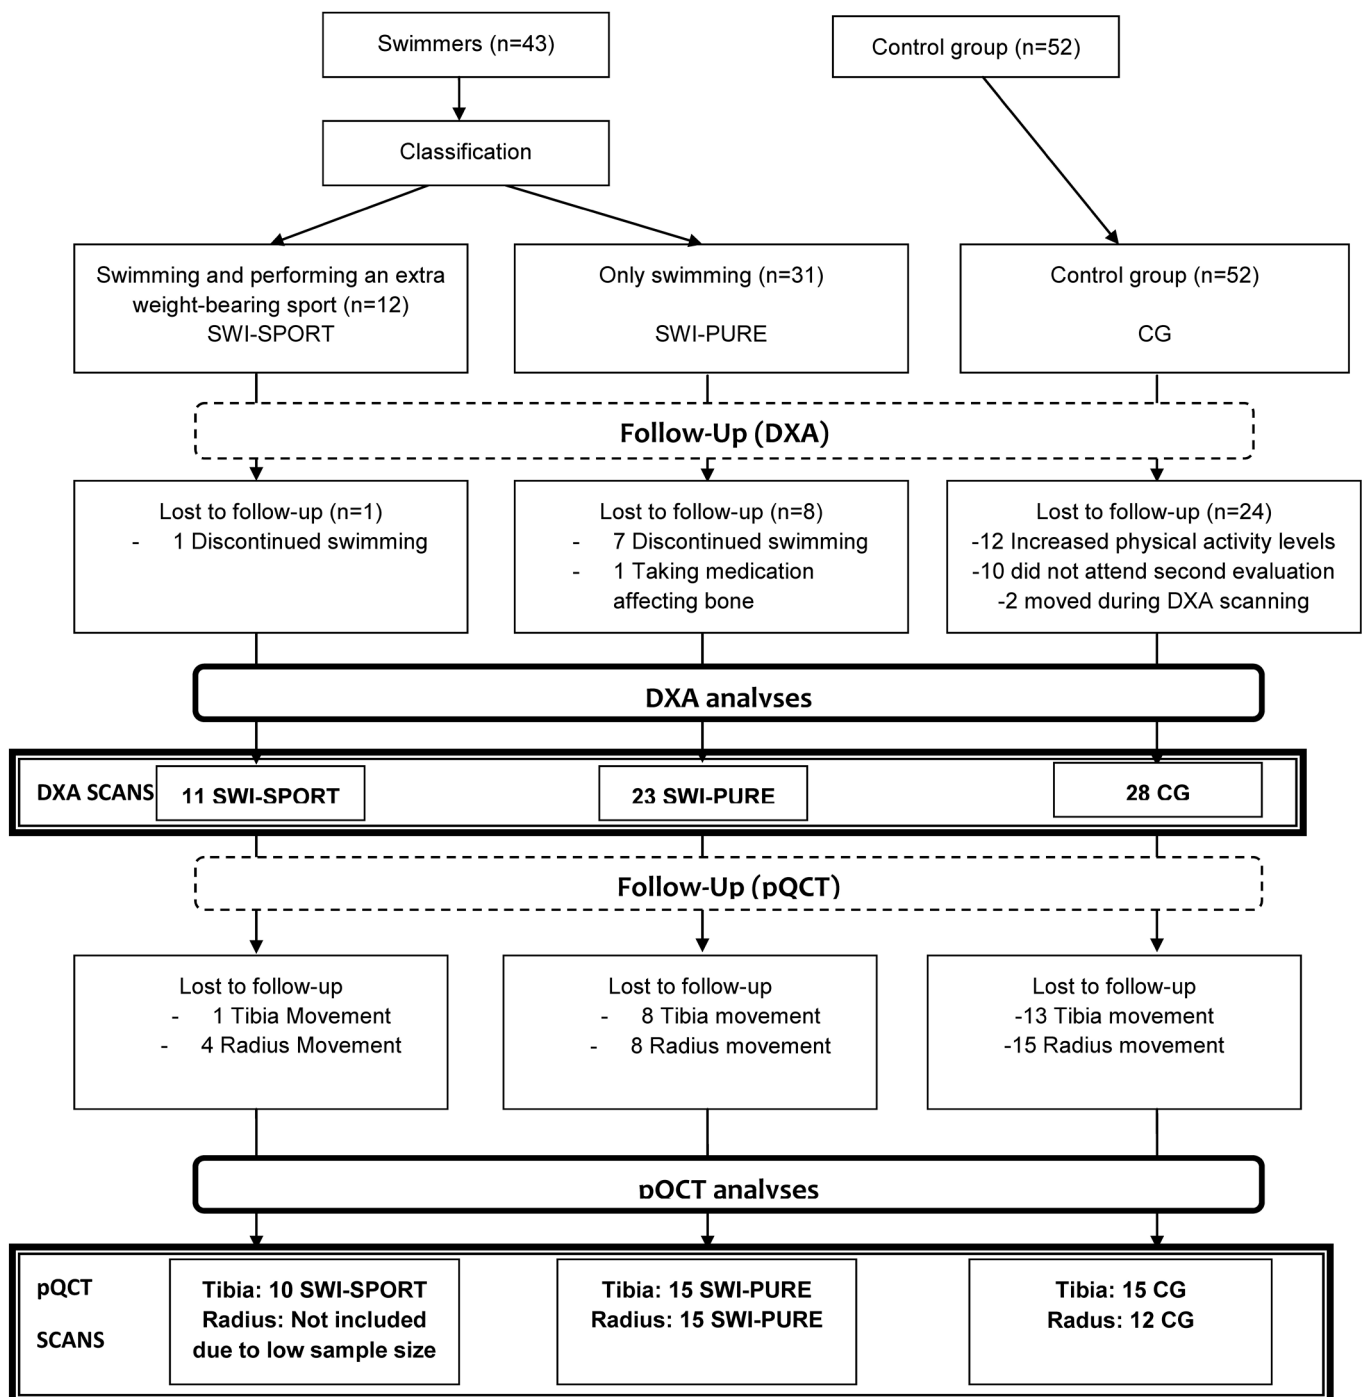 Swimmers (n=43)
Control group (n=52)
Classification
Swimming and performing an extra
weight-bearing sport (n=12)
SWI-SPORT
Only swimming (n=31)
SWI-PURE
Control group (n=52)
CG
Follow-Up (DXA)
Lost to follow-up (n=1)
- 1 Discontinued swimming
Lost to follow-up (n=8)
- 7 Discontinued swimming
- 1 Taking medication
affecting bone
Lost to follow-up (n=24)
-12 Increased physical activity levels
-10 did not attend second evaluation
-2 moved during DXA scanning
DXA analyses
DXA SCANS
11 SWI-SPORT
23 SWI-PURE
28 CG
Follow-Up (pQCT)
Lost to follow-up
- 1 Tibia Movement
- 4 Radius Movement
Lost to follow-up
- 8 Tibia movement
- 8 Radius movement
Lost to follow-up
-13 Tibia movement
-15 Radius movement
pQCT analyses
pQCT
SCANS
Tibia: 10 SWI-SPORT
Radius: Not included
due to low sample size
Tibia: 15 SWI-PURE
Radius: 15 SWI-PURE
Tibia: 15 CG
Radius: 12 CG